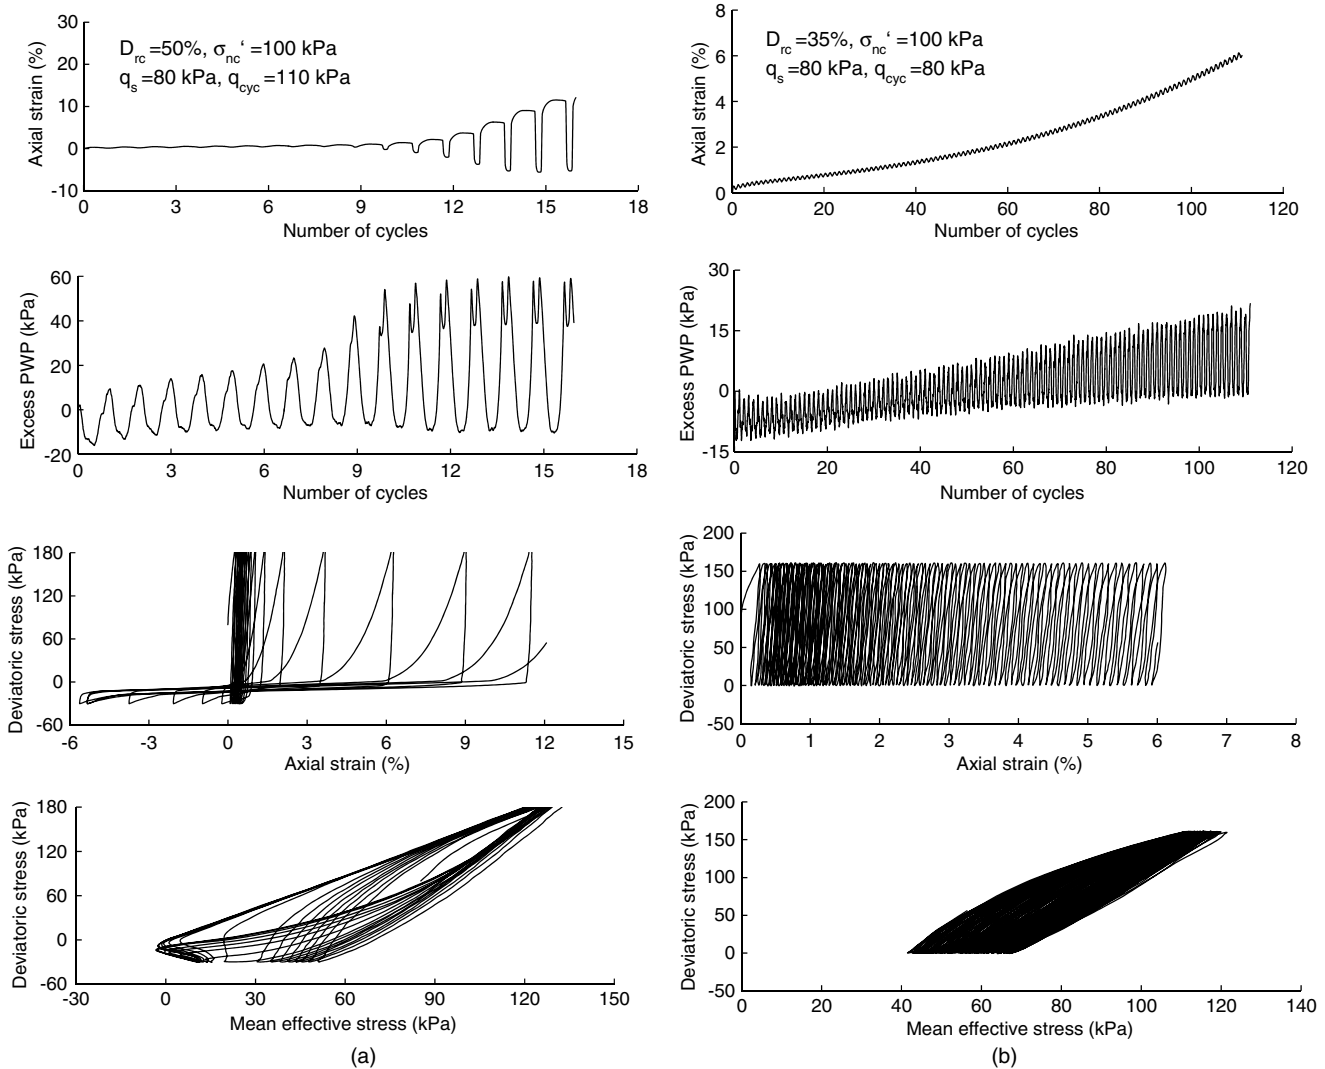 30
20
10
0
-10
Axial strain (%)
D_rc =50%, σ_nc‘ =100 kPa
q_s =80 kPa, q_cyc =110 kPa
0 3 6 9 12 15 18
Number of cycles
8
6
4
2
0
Axial strain (%)
D_rc =35%, σ_nc‘ =100 kPa
q_s =80 kPa, q_cyc =80 kPa
0 20 40 60 80 100 120
Number of cycles
60
40
20
0
-20
Excess PWP (kPa)
0 3 6 9 12 15 18
Number of cycles
30
15
0
-15
Excess PWP (kPa)
0 20 40 60 80 100 120
Number of cycles
180
120
60
0
-60
Deviatoric stress (kPa)
-6 -3 0 3 6 9 12 15
Axial strain (%)
200
150
100
50
0
-50
Deviatoric stress (kPa)
0 1 2 3 4 5 6 7 8
Axial strain (%)
180
120
60
0
-60
Deviatoric stress (kPa)
-30 0 30 60 90 120 150
Mean effective stress (kPa)
(a)
200
150
100
50
0
-50
Deviatoric stress (kPa)
0 20 40 60 80 100 120 140
Mean effective stress (kPa)
(b)